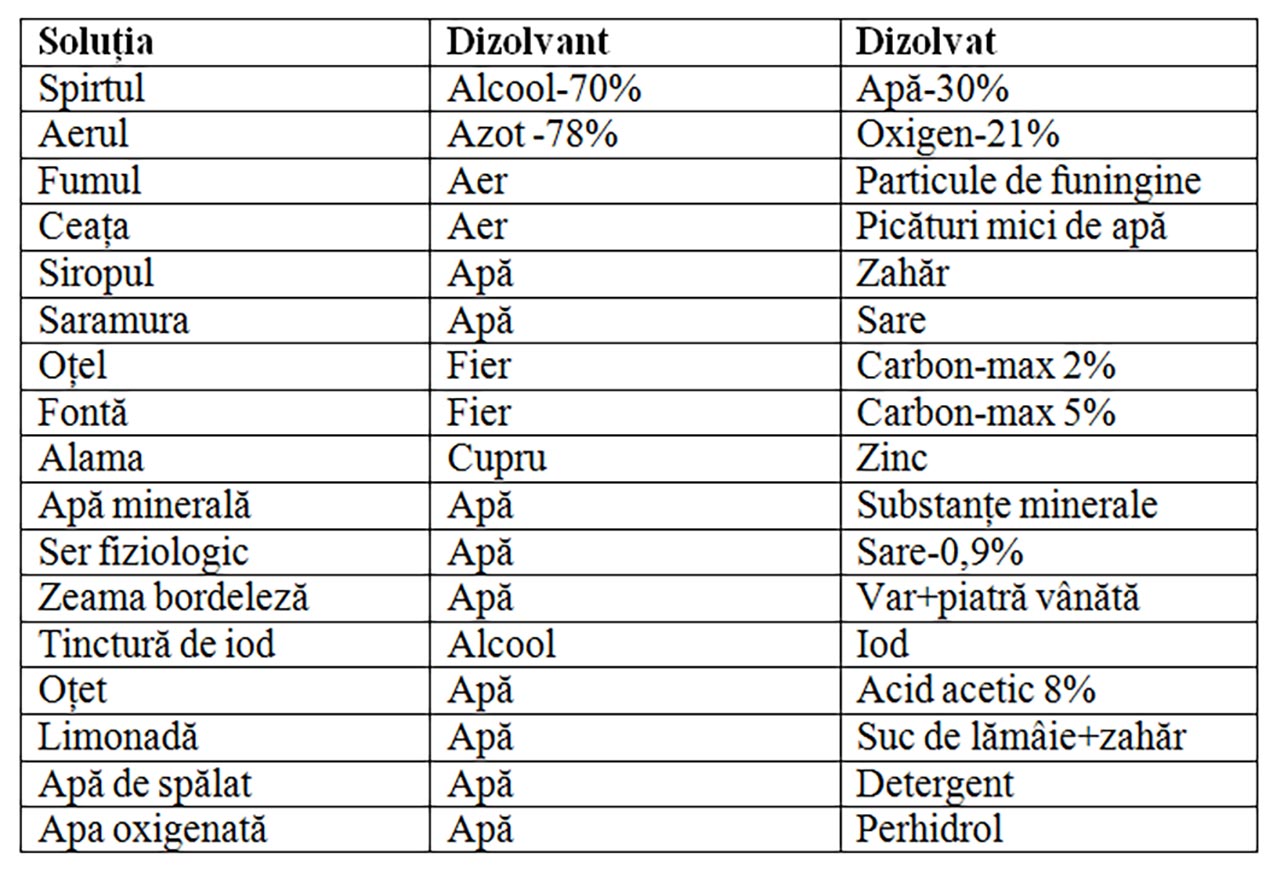 Soluția Dizolvant Dizolvat
Spirtul Alcool-70% Apă-30%
Aerul Azot -78% Oxigen-21%
Fumul Aer Particule de funingine
Ceața Aer Picături mici de apă
Siropul Apă Zahăr
Saramura Apă Sare
Oțel Fier Carbon-max 2%
Fontă Fier Carbon-max 5%
Alama Cupru Zinc
Apă minerală Apă Substanțe minerale
Ser fiziologic Apă Sare-0,9%
Zeama bordeleză Apă Var+piatră vânătă
Tinctură de iod Alcool Iod
Oțet Apă Acid acetic 8%
Limonadă Apă Suc de lămâie+zahăr
Apă de spălat Apă Detergent
Apa oxigenată Apă Perhidrol